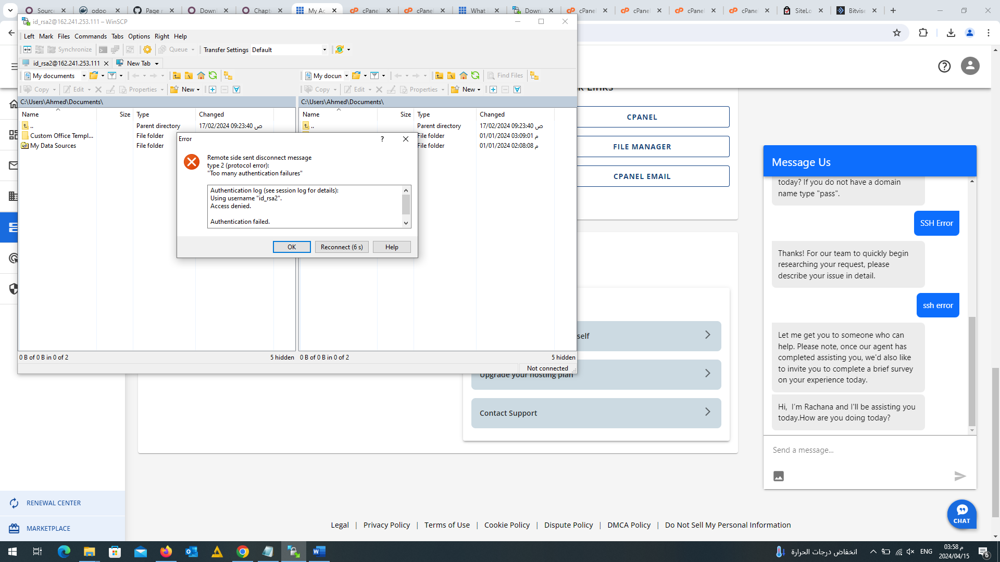 Source
odoo
Page n
Downl
Chapt
My Ac
cPanel
cPanel
What
Downl
cPanel
cPanel
cPanel
cPanel
SiteLo
Bitvise
id_rsa2@162.241.253.111 – WinSCP
Left Mark Files Commands Tabs Options Right Help
Synchronize Queue Transfer Settings Default
id_rsa2@162.241.253.111 New Tab
My documents My docun Find Files
Copy Edit Properties New Copy Edit Properties New
C:\Users\Ahmed\Documents\ C:\Users\Ahmed\Documents\
Name Size Type Changed Name Size Type Changed
.. Parent directory 17/02/2024 09:23:40 ص .. Parent directory 17/02/2024 09:23:40 ص
Custom Office Templ... File folder File folder 01/01/2024 03:09:01 م
My Data Sources File folder File folder 01/01/2024 02:08:08 م
Error
Remote side sent disconnect message
type 2 (protocol error):
"Too many authentication failures"
Authentication log (see session log for details):
Using username "id_rsa2".
Access denied.
Authentication failed.
OK Reconnect (6 s) Help
0 B of 0 B in 0 of 2 5 hidden 0 B of 0 B in 0 of 2 5 hidden
Not connected
CPANEL
FILE MANAGER
CPANEL EMAIL
self
Upgrade your hosting plan
Contact Support
Message Us
today? If you do not have a domain
name type "pass".
SSH Error
Thanks! For our team to quickly begin
researching your request, please
describe your issue in detail.
ssh error
Let me get you to someone who can
help. Please note, once our agent has
completed assisting you, we'd also like
to invite you to complete a brief survey
on your experience today.
Hi, I'm Rachana and I'll be assisting you
today.How are you doing today?
Send a message...
CHAT
RENEWAL CENTER
MARKETPLACE
Legal | Privacy Policy | Terms of Use | Cookie Policy | Dispute Policy | DMCA Policy | Do Not Sell My Personal Information
انخفاض درجات الحرارة
ENG
03:58 م
2024/04/15
6